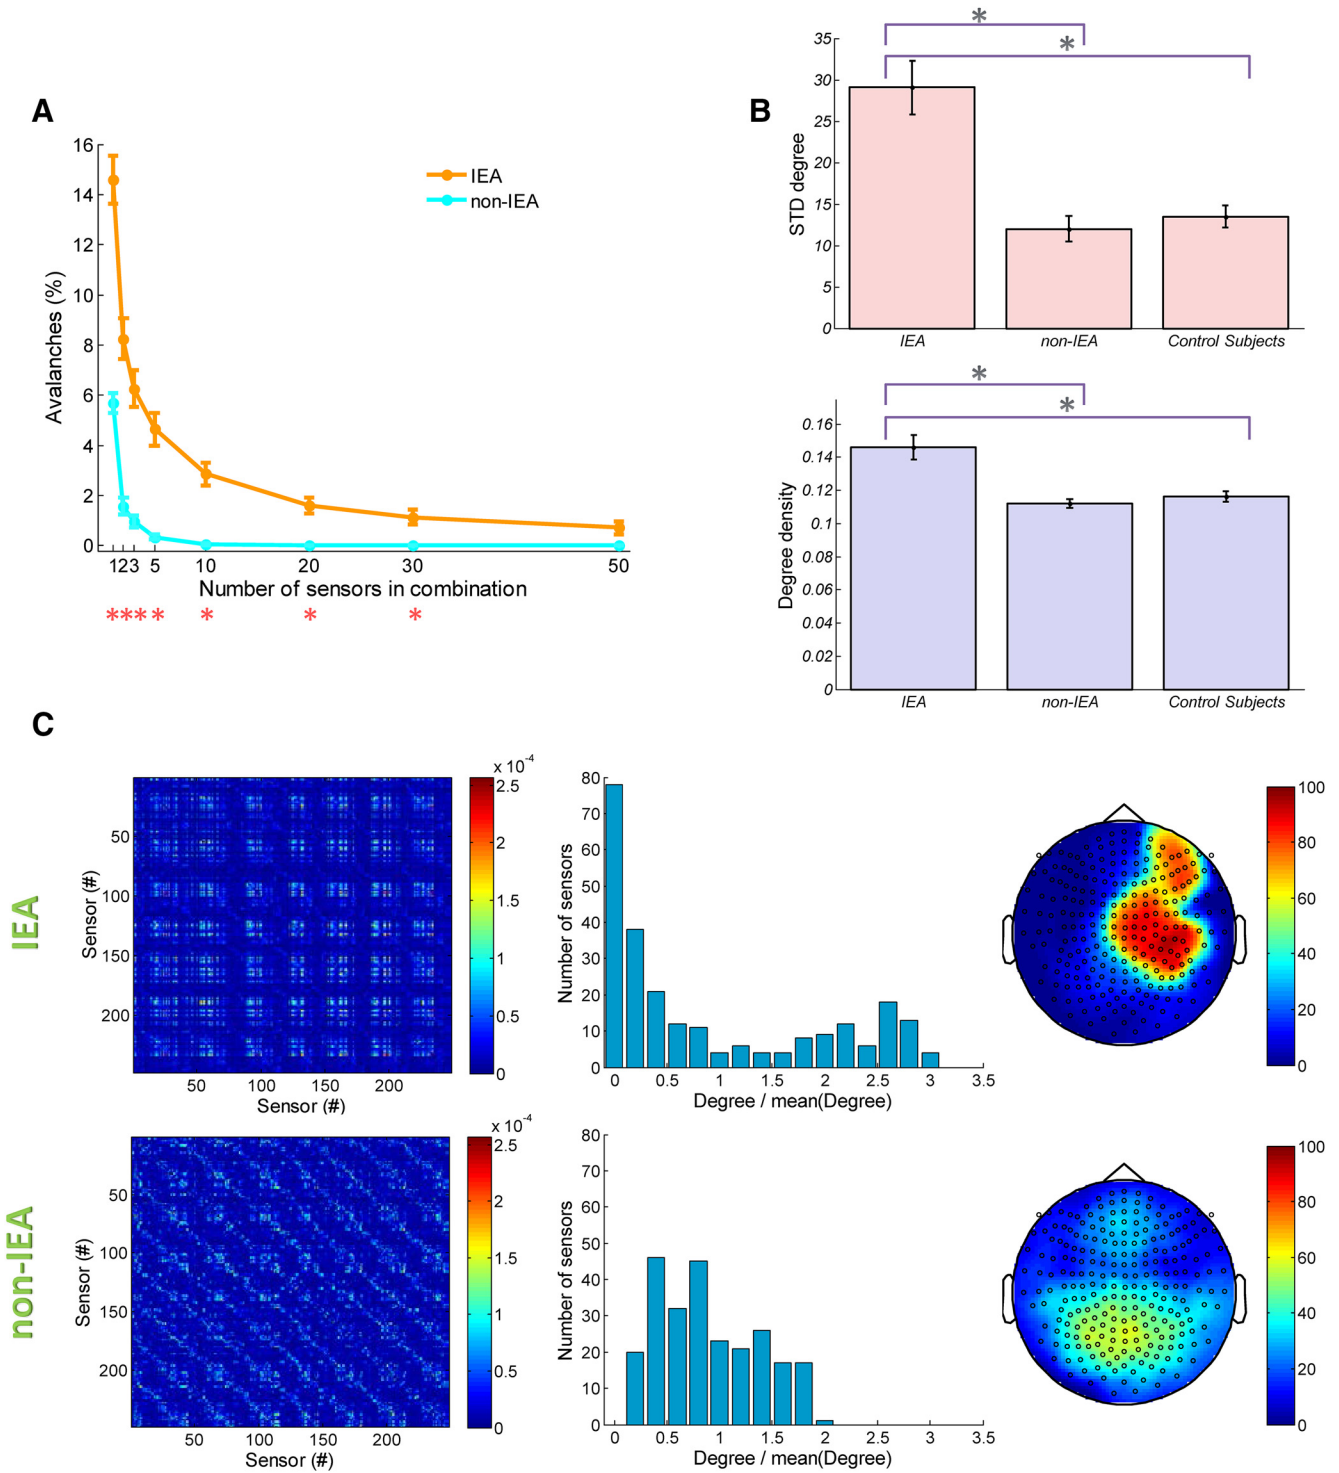 A
16
14
12
10
8
6
4
2
0
Avalanches (%)
IEA
non-IEA
123 5 10 20 30 50
Number of sensors in combination
**** * * *
B
*
*
35
30
25
20
15
10
5
0
STD degree
IEA non-IEA Control Subjects
*
*
0.16
0.14
0.12
0.1
0.08
0.06
0.04
0.02
0
Degree density
IEA non-IEA Control Subjects
C
IEA
Sensor (#)
50
100
150
200
50 100 150 200
Sensor (#)
x 10-4
2.5
2
1.5
1
0.5
0
Number of sensors
80
70
60
50
40
30
20
10
0
0 0.5 1 1.5 2 2.5 3 3.5
Degree / mean(Degree)
100
80
60
40
20
0
non-IEA
Sensor (#)
50
100
150
200
50 100 150 200
Sensor (#)
x 10-4
2.5
2
1.5
1
0.5
0
Number of sensors
80
70
60
50
40
30
20
10
0
0 0.5 1 1.5 2 2.5 3 3.5
Degree / mean(Degree)
100
80
60
40
20
0